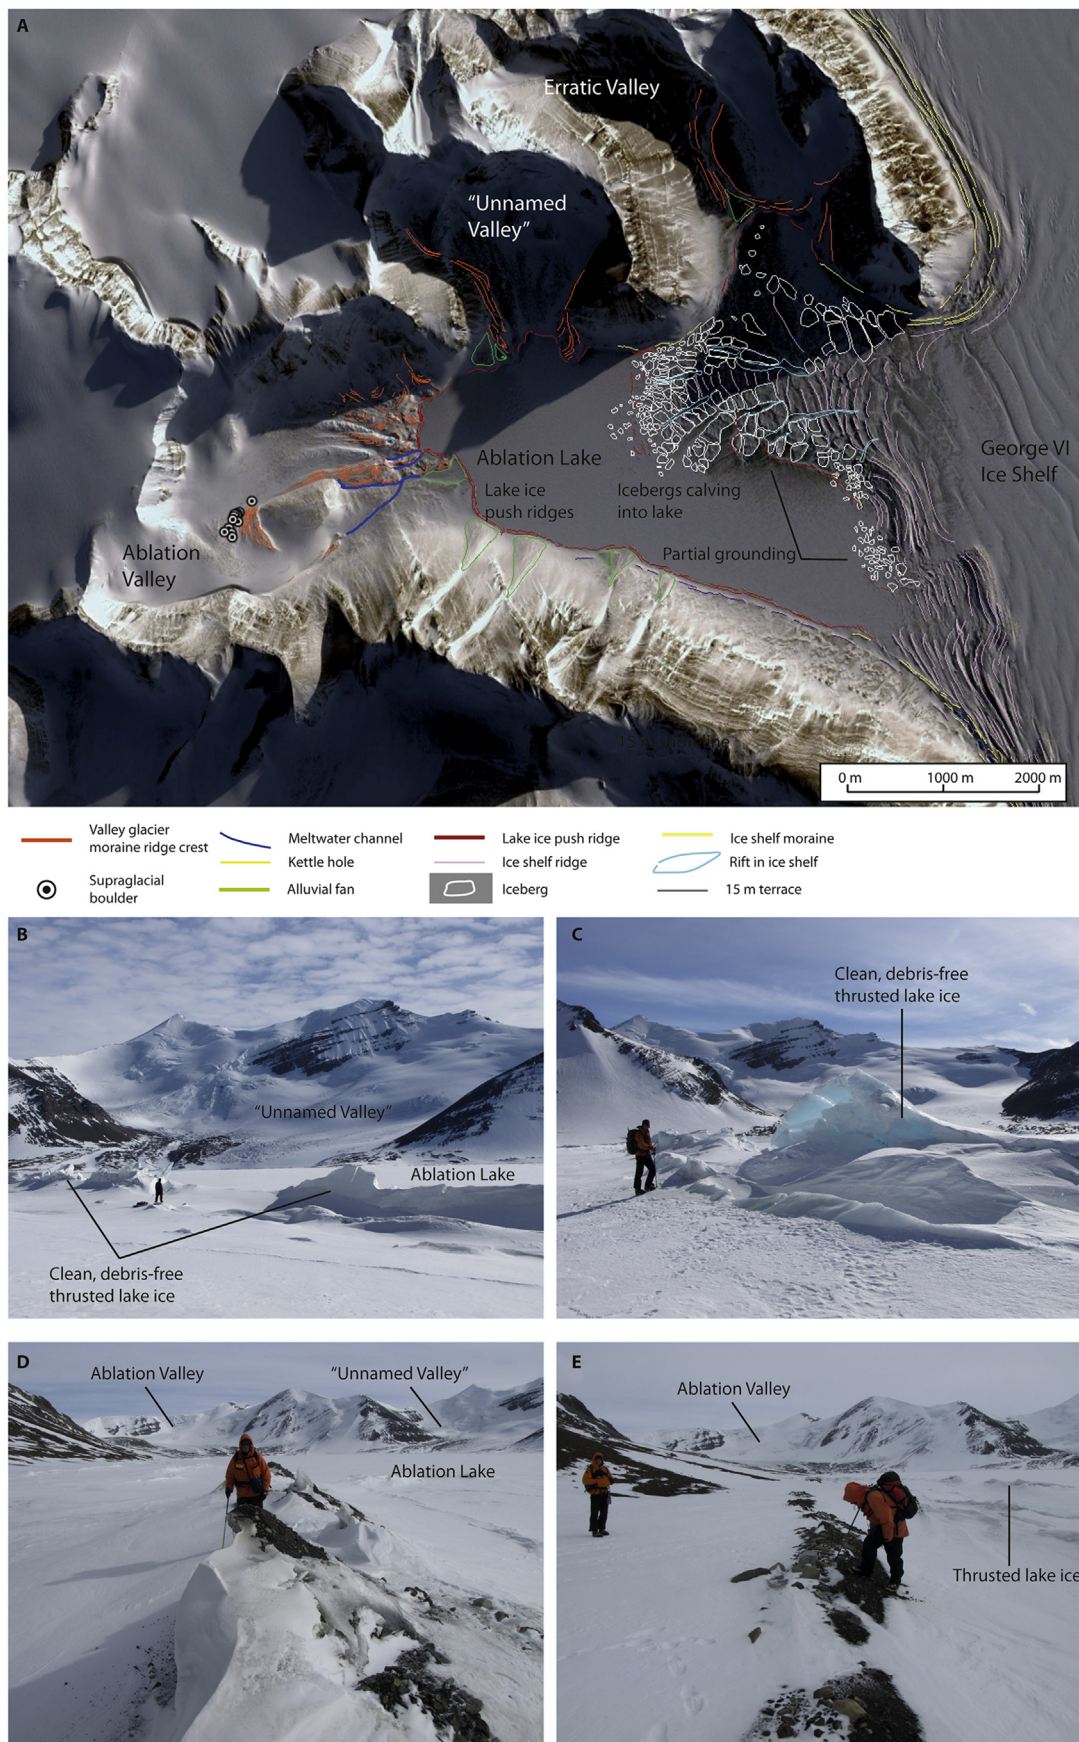 A
Erratic Valley
“Unnamed
Valley”
George VI
Ice Shelf
Ablation Lake
Lake ice
push ridges
Icebergs calving
into lake
Partial grounding
Ablation
Valley
0 m 1000 m 2000 m
Valley glacier
moraine ridge crest
Meltwater channel
Lake ice push ridge
Ice shelf moraine
Kettle hole
Ice shelf ridge
Rift in ice shelf
Supraglacial
boulder
Alluvial fan
Iceberg
15 m terrace
B
“Unnamed Valley”
Ablation Lake
Clean, debris-free
thrusted lake ice
C
Clean, debris-free
thrusted lake ice
D
Ablation Valley
“Unnamed Valley”
Ablation Lake
E
Ablation Valley
Thrusted lake ice